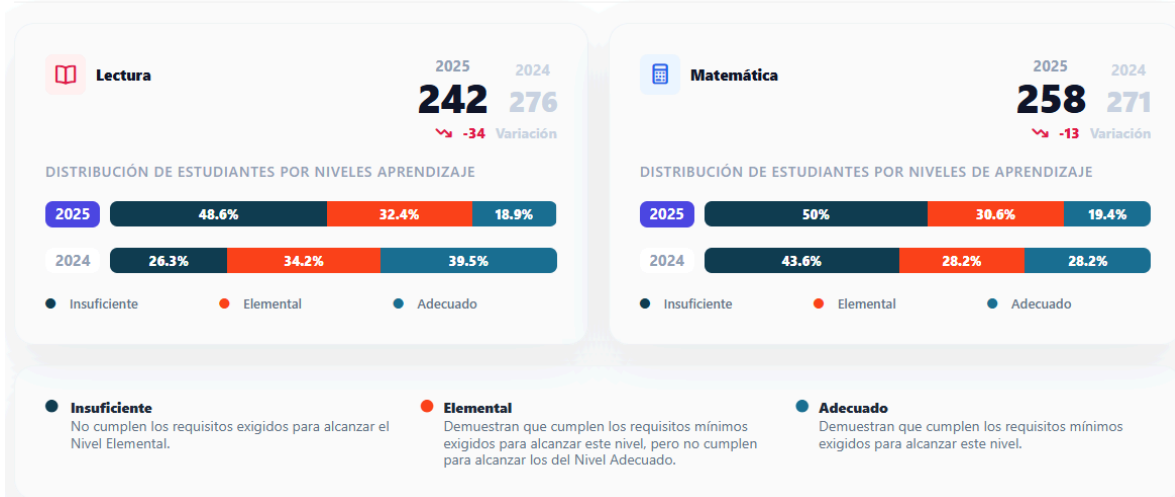 Lectura
2025 2024
242 276
-34 Variación
DISTRIBUCIÓN DE ESTUDIANTES POR NIVELES APRENDIZAJE
2025 48.6% 32.4% 18.9%
2024 26.3% 34.2% 39.5%
Insuficiente Elemental Adecuado
Matemática
2025 2024
258 271
-13 Variación
DISTRIBUCIÓN DE ESTUDIANTES POR NIVELES DE APRENDIZAJE
2025 50% 30.6% 19.4%
2024 43.6% 28.2% 28.2%
Insuficiente Elemental Adecuado
Insuficiente
No cumplen los requisitos exigidos para alcanzar el
Nivel Elemental.
Elemental
Demuestran que cumplen los requisitos mínimos
exigidos para alcanzar este nivel, pero no cumplen
para alcanzar los del Nivel Adecuado.
Adecuado
Demuestran que cumplen los requisitos mínimos
exigidos para alcanzar este nivel.